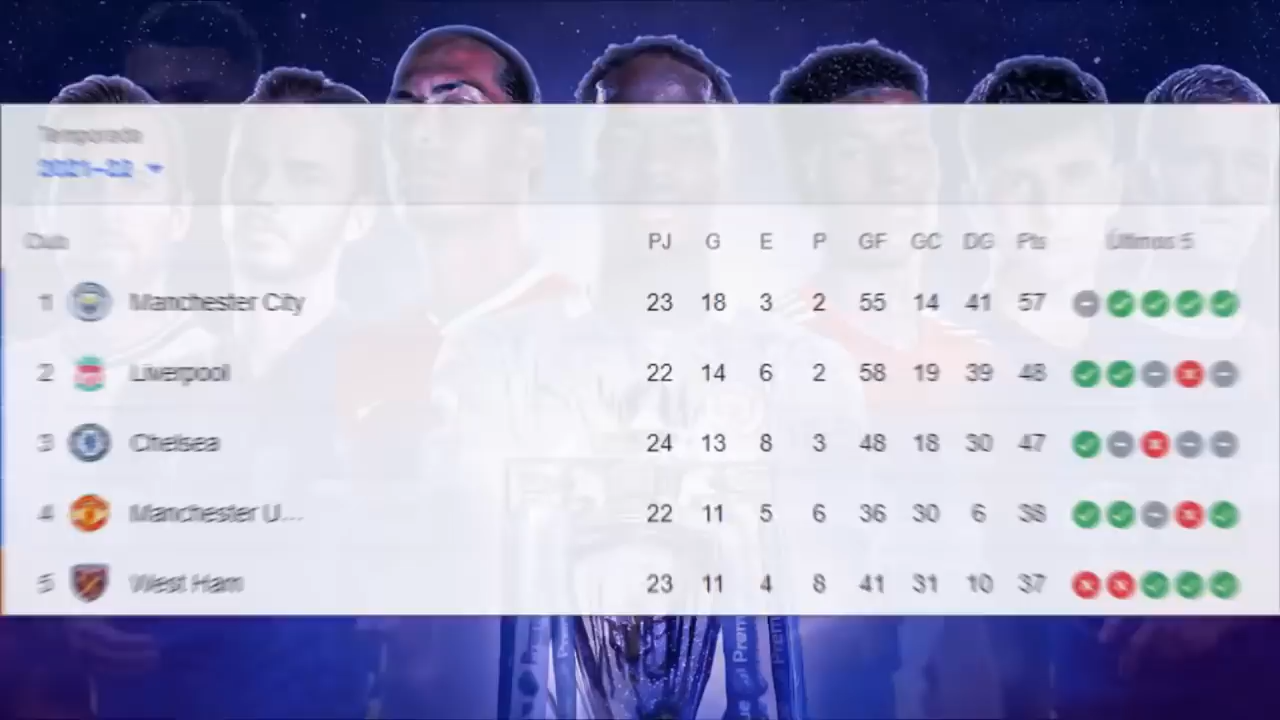 Temporada
2021–22
Club PJ G E P GF GC DG Pts Últimos 5
1 Manchester City 23 18 3 2 55 14 41 57
2 Liverpool 22 14 6 2 58 19 39 48
3 Chelsea 24 13 8 3 48 18 30 47
4 Manchester U... 22 11 5 6 36 30 6 38
5 West Ham 23 11 4 8 41 31 10 37
Prem
Prem